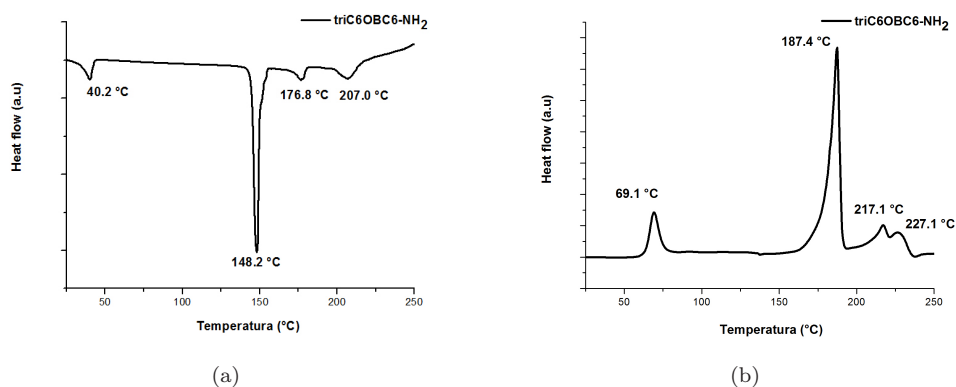 triC6OBC6-NH2
Heat flow (a.u)
40.2 °C
148.2 °C
176.8 °C
207.0 °C
50
100
150
200
250
Temperatura (°C)
(a)
triC6OBC6-NH2
Heat flow (a.u)
69.1 °C
187.4 °C
217.1 °C
227.1 °C
50
100
150
200
250
Temperatura (°C)
(b)